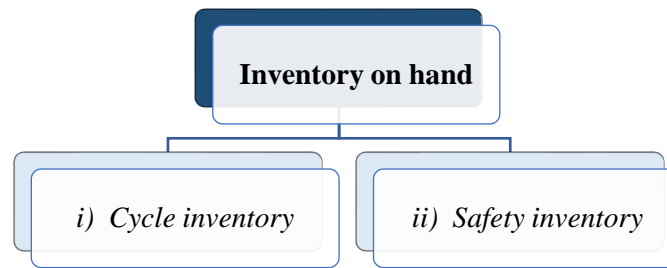 Inventory on hand
i) Cycle inventory
ii) Safety inventory